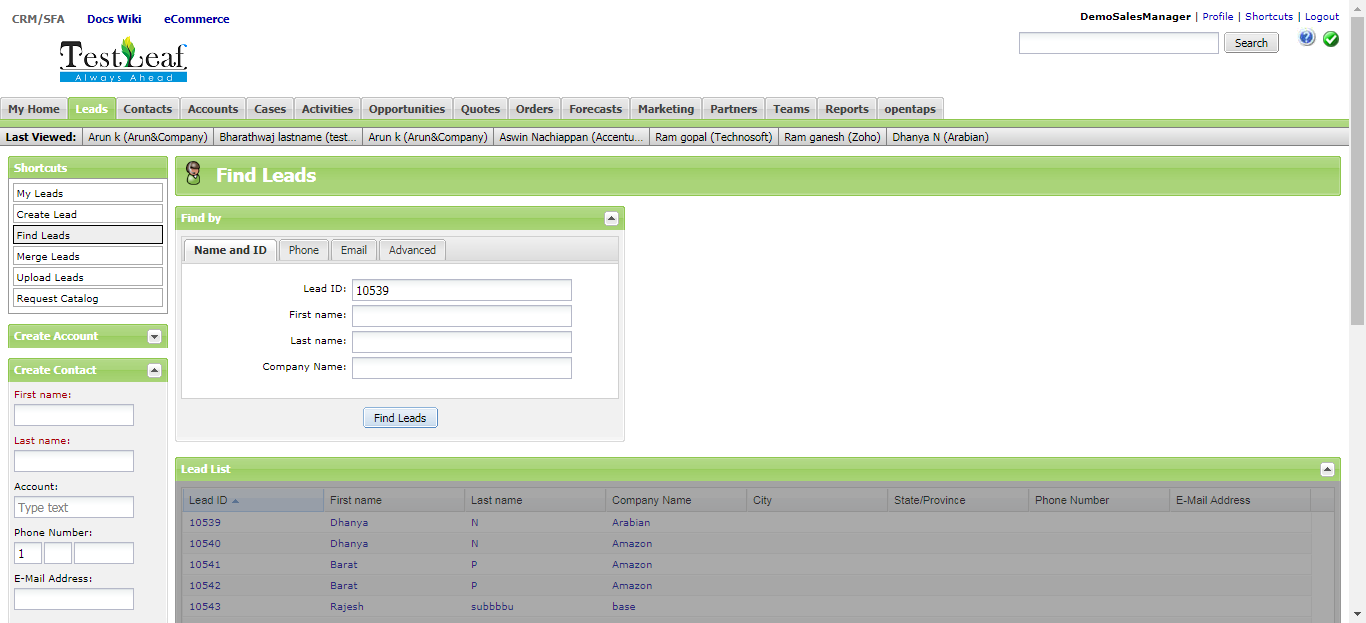 CRM/SFA Docs Wiki eCommerce
DemoSalesManager | Profile | Shortcuts | Logout
TestLeaf
Always Ahead
Search
My Home Leads Contacts Accounts Cases Activities Opportunities Quotes Orders Forecasts Marketing Partners Teams Reports opentaps
Last Viewed: Arun k (Arun&Company) Bharathwaj lastname (test... Arun k (Arun&Company) Aswin Nachiappan (Accentu... Ram gopal (Technosoft) Ram ganesh (Zoho) Dhanya N (Arabian)
Shortcuts
My Leads
Create Lead
Find Leads
Merge Leads
Upload Leads
Request Catalog
Create Account
Create Contact
First name:
Last name:
Account:
Type text
Phone Number:
1
E-Mail Address:
Find Leads
Find by
Name and ID Phone Email Advanced
Lead ID: 10539
First name:
Last name:
Company Name:
Find Leads
Lead List
Lead ID First name Last name Company Name City State/Province Phone Number E-Mail Address
10539 Dhanya N Arabian
10540 Dhanya N Amazon
10541 Barat P Amazon
10542 Barat P Amazon
10543 Rajesh subbbbu base